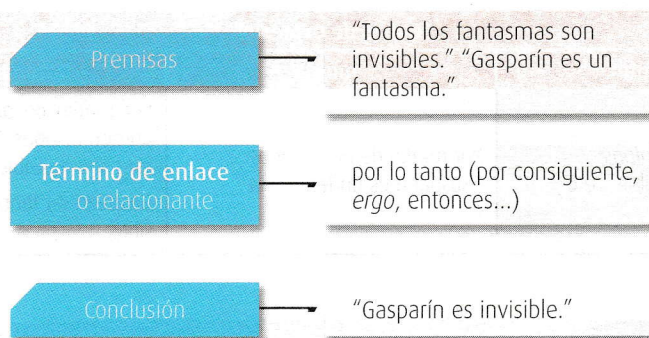 Premisas
“Todos los fantasmas son
invisibles.” “Gasparín es un
fantasma.”
Término de enlace
o relacionante
por lo tanto (por consiguiente,
ergo, entonces...)
Conclusión
“Gasparín es invisible.”